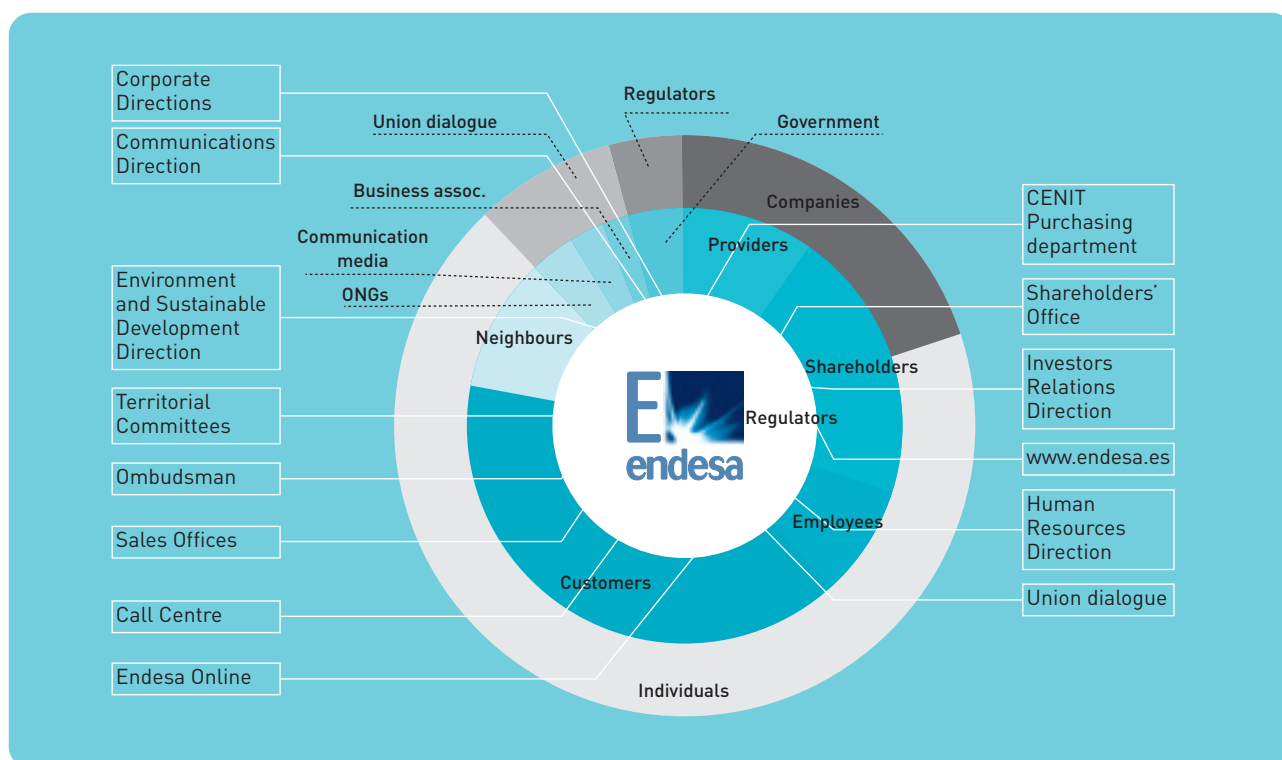 Corporate
Directions
Communications
Direction
Environment
and Sustainable
Development
Direction
Territorial
Committees
Ombudsman
Sales Offices
Call Centre
Endesa Online
Regulators
Union dialogue
Government
Business assoc.
Communication
media
ONGs
Neighbours
Companies
Providers
Shareholders
Regulators
Employees
Customers
Individuals
E
endesa
CENIT
Purchasing
department
Shareholders’
Office
Investors
Relations
Direction
www.endesa.es
Human
Resources
Direction
Union dialogue